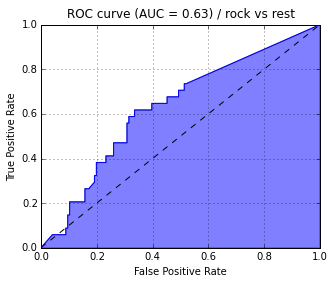 ROC curve (AUC = 0.63) / rock vs rest
1.0
0.8
0.6
0.4
0.2
0.0
True Positive Rate
0.0 0.2 0.4 0.6 0.8 1.0
False Positive Rate